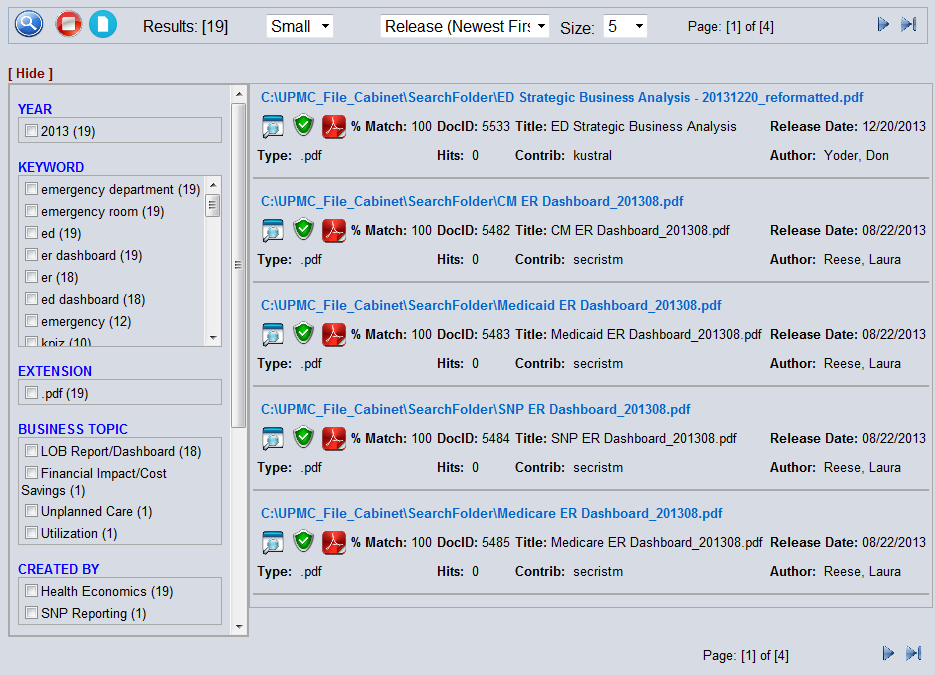 Results: [19] Small Release (Newest Firs Size: 5 Page: [1] of [4]
[ Hide ]
YEAR
2013 (19)
KEYWORD
emergency department (19)
emergency room (19)
ed (19)
er dashboard (19)
er (18)
ed dashboard (18)
emergency (12)
kpiz (10)
EXTENSION
.pdf (19)
BUSINESS TOPIC
LOB Report/Dashboard (18)
Financial Impact/Cost
Savings (1)
Unplanned Care (1)
Utilization (1)
CREATED BY
Health Economics (19)
SNP Reporting (1)
C:\UPMC_File_Cabinet\SearchFolder\ED Strategic Business Analysis - 20131220_reformatted.pdf
% Match: 100 DocID: 5533 Title: ED Strategic Business Analysis Release Date: 12/20/2013
Type: .pdf Hits: 0 Contrib: kustral Author: Yoder, Don
C:\UPMC_File_Cabinet\SearchFolder\CM ER Dashboard_201308.pdf
% Match: 100 DocID: 5482 Title: CM ER Dashboard_201308.pdf Release Date: 08/22/2013
Type: .pdf Hits: 0 Contrib: secristm Author: Reese, Laura
C:\UPMC_File_Cabinet\SearchFolder\Medicaid ER Dashboard_201308.pdf
% Match: 100 DocID: 5483 Title: Medicaid ER Dashboard_201308.pdf Release Date: 08/22/2013
Type: .pdf Hits: 0 Contrib: secristm Author: Reese, Laura
C:\UPMC_File_Cabinet\SearchFolder\SNP ER Dashboard_201308.pdf
% Match: 100 DocID: 5484 Title: SNP ER Dashboard_201308.pdf Release Date: 08/22/2013
Type: .pdf Hits: 0 Contrib: secristm Author: Reese, Laura
C:\UPMC_File_Cabinet\SearchFolder\Medicare ER Dashboard_201308.pdf
% Match: 100 DocID: 5485 Title: Medicare ER Dashboard_201308.pdf Release Date: 08/22/2013
Type: .pdf Hits: 0 Contrib: secristm Author: Reese, Laura
Page: [1] of [4]